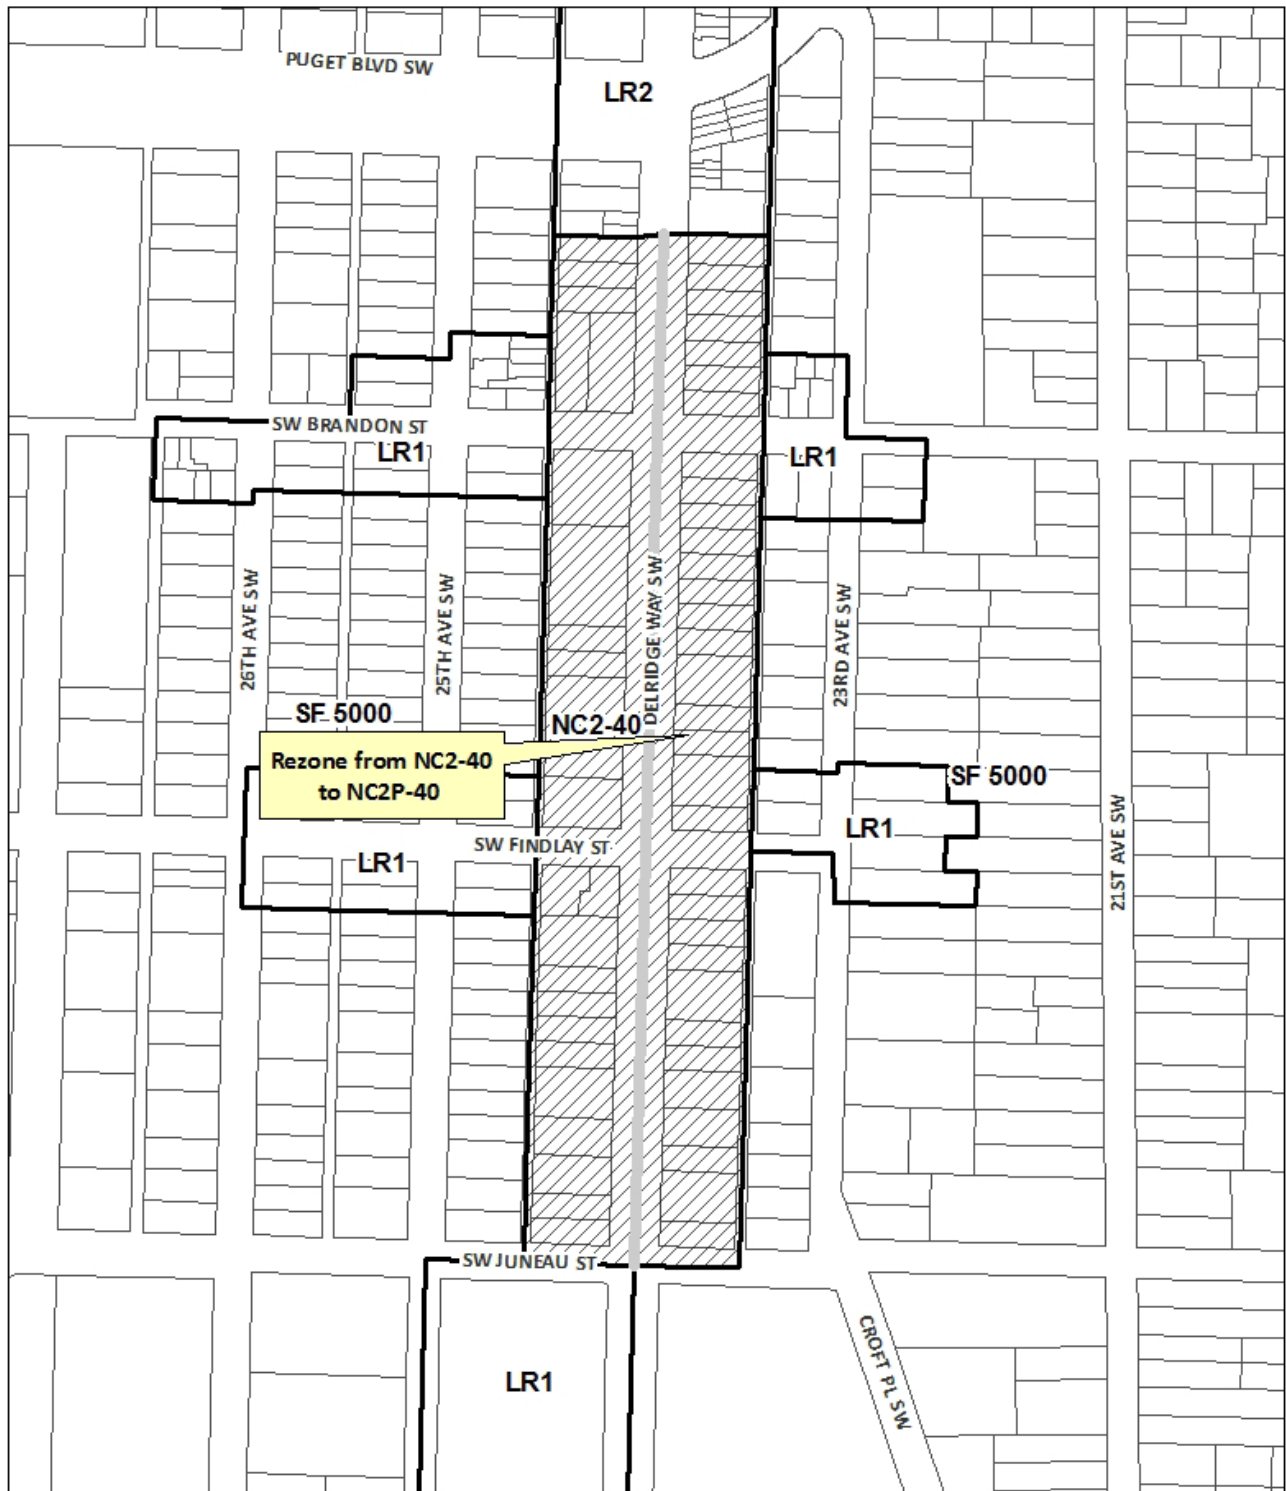 PUGET BLVD SW
LR2
SW BRANDON ST
LR1
LR1
26TH AVE SW
25TH AVE SW
DELRIDGE WAY SW
23RD AVE SW
SF 5000
NC2-40
Rezone from NC2-40
to NC2P-40
SF 5000
LR1
21ST AVE SW
SW FINDLAY ST
LR1
SW JUNEAU ST
LR1
CROFT PL SW